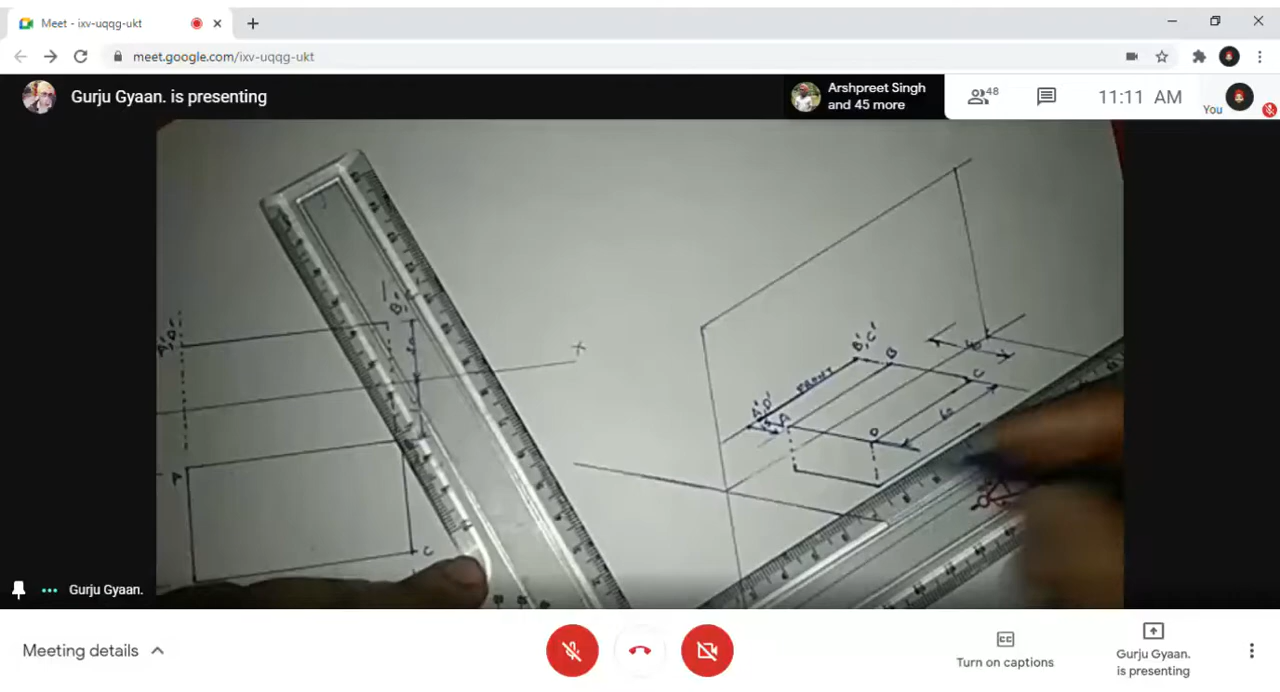 Meet - ixv-uqqg-ukt
meet.google.com/ixv-uqqg-ukt
Gurju Gyaan. is presenting
Arshpreet Singh
and 45 more
48
11:11 AM
You
X
B'
A'D'
C
B'C'
B
FRONT
C
A'D'
A
D
60
Gurju Gyaan.
Meeting details
Turn on captions
Gurju Gyaan.
is presenting